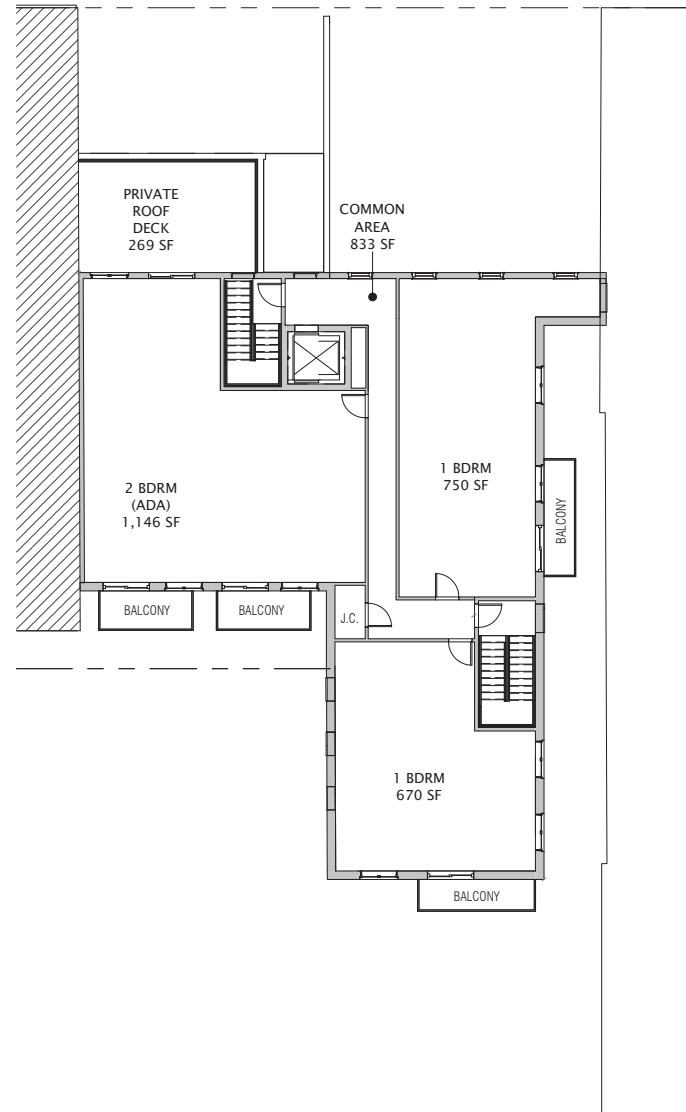 PRIVATE
ROOF
DECK
269 SF
COMMON
AREA
833 SF
2 BDRM
(ADA)
1,146 SF
1 BDRM
750 SF
BALCONY
BALCONY
BALCONY
J.C.
1 BDRM
670 SF
BALCONY